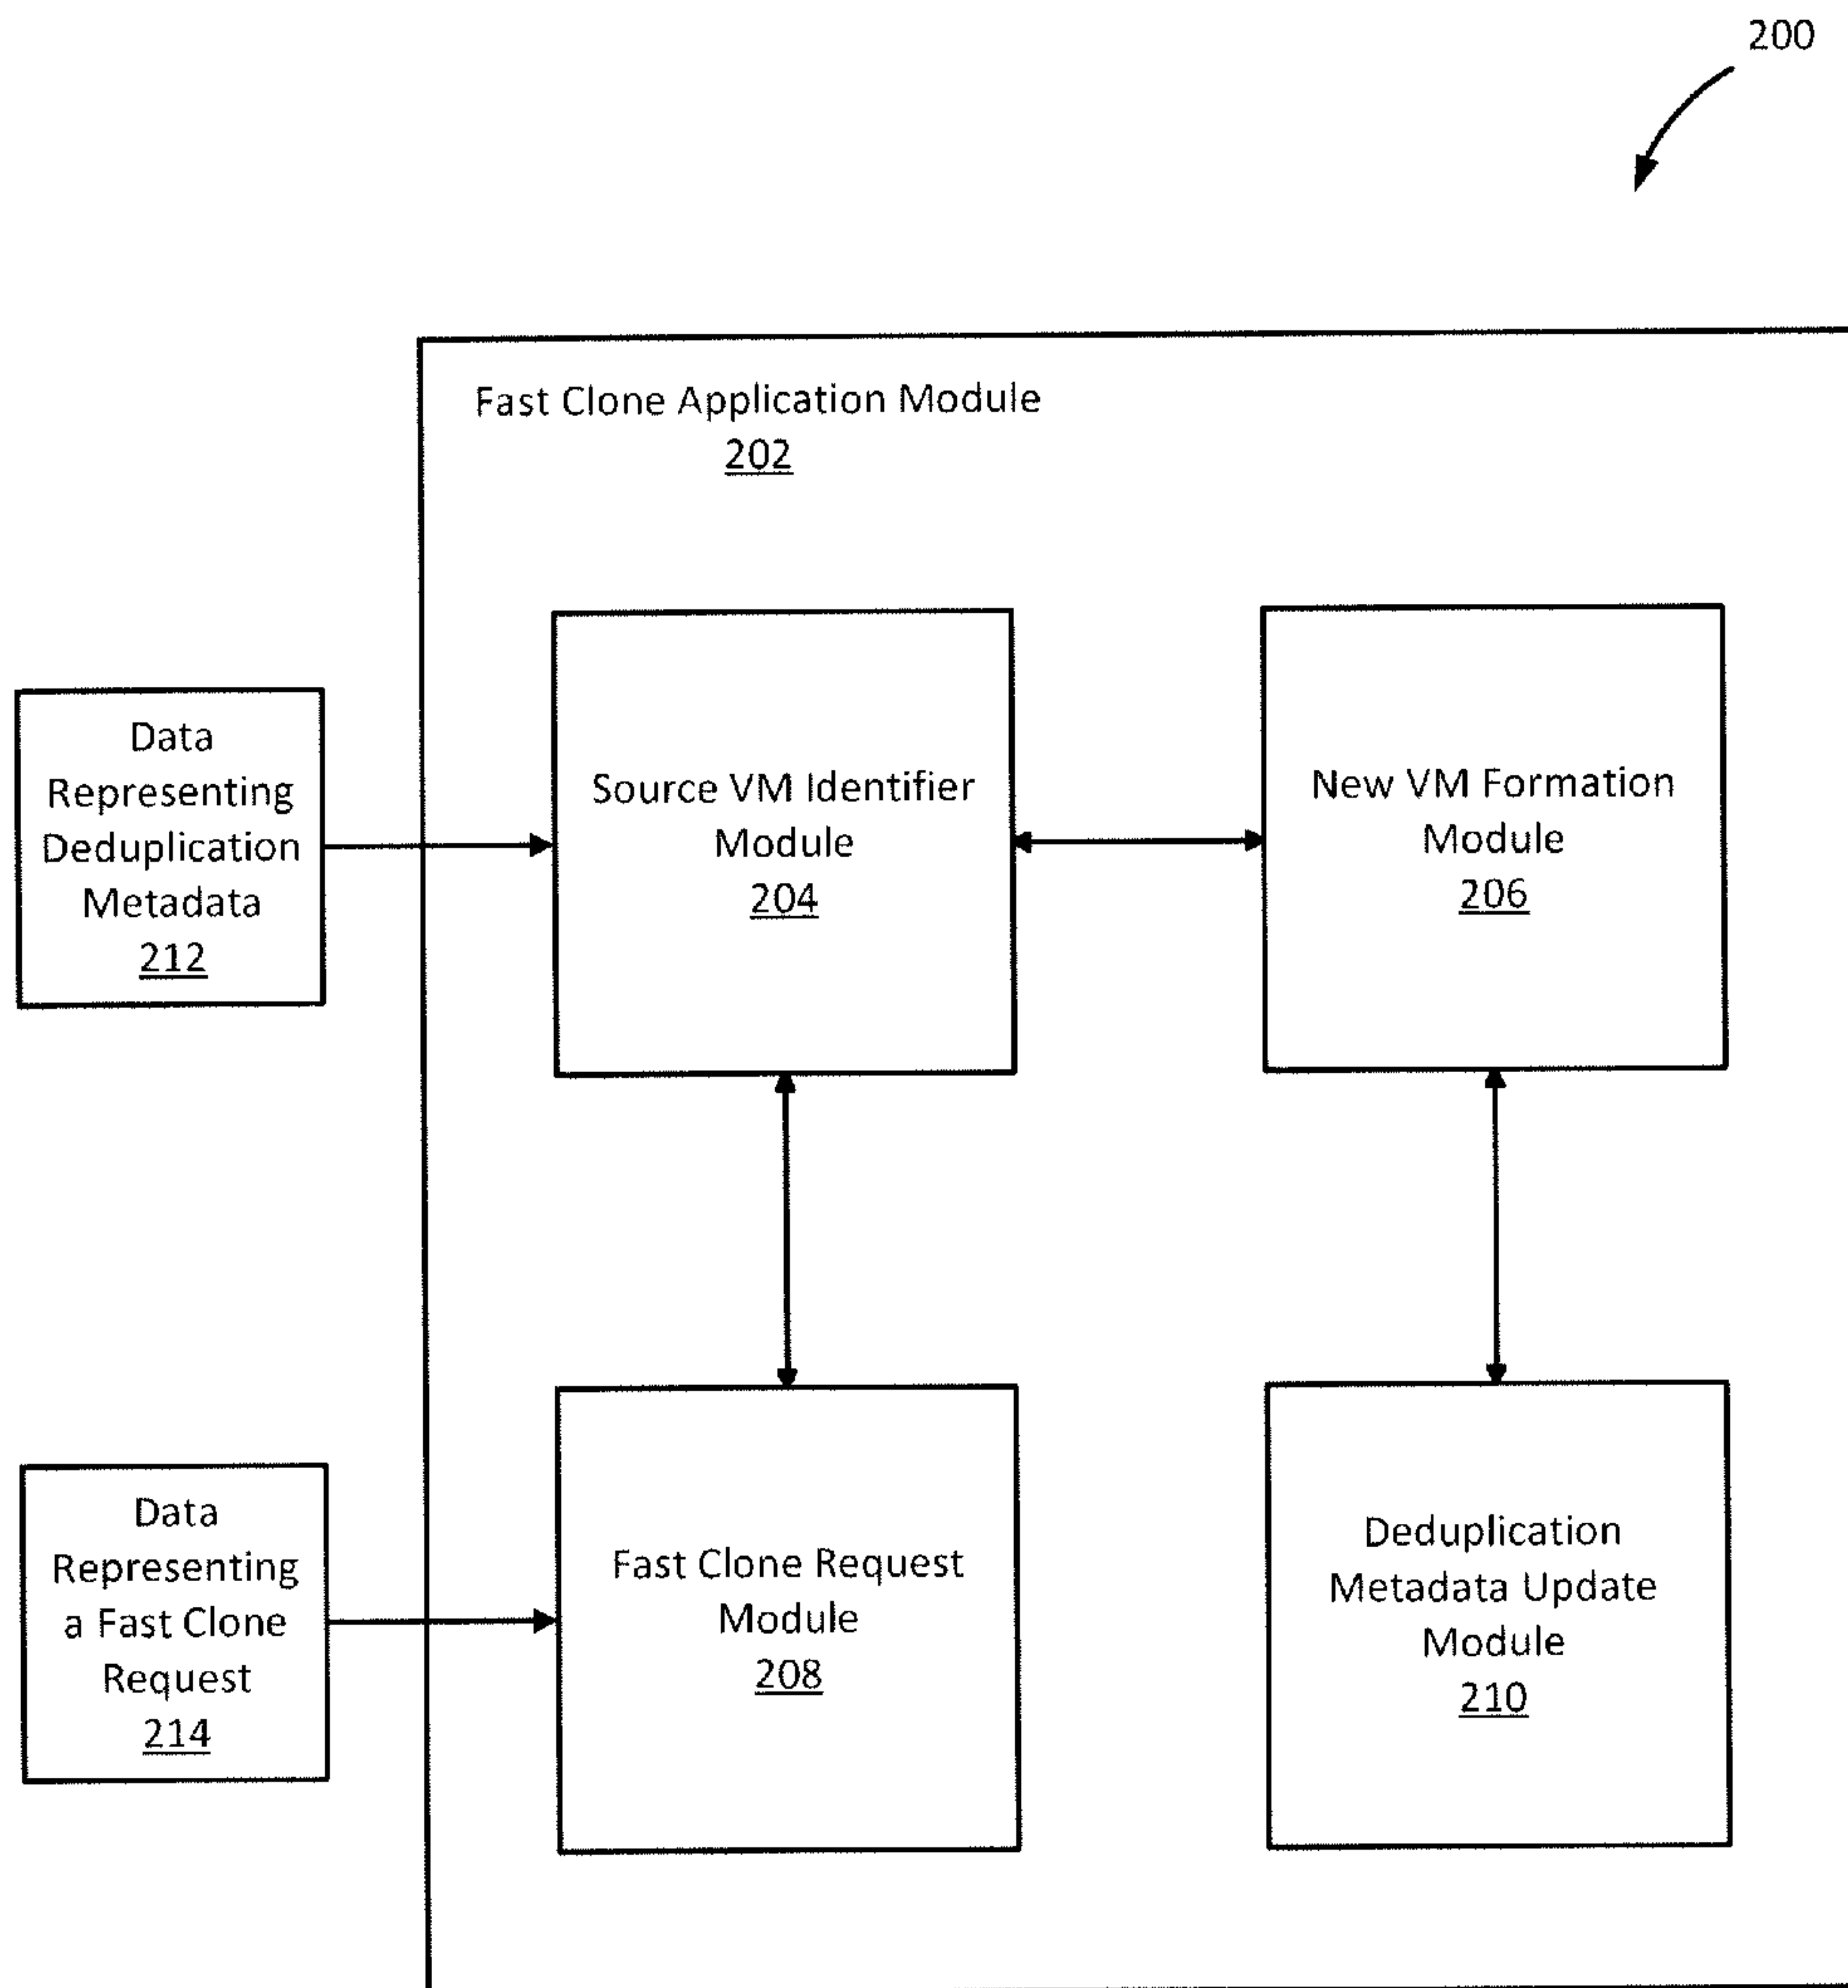 200
Fast Clone Application Module
202
Data
Representing
Deduplication
Metadata
212
Source VM Identifier
Module
204
New VM Formation
Module
206
Data
Representing
a Fast Clone
Request
214
Fast Clone Request
Module
208
Deduplication
Metadata Update
Module
210